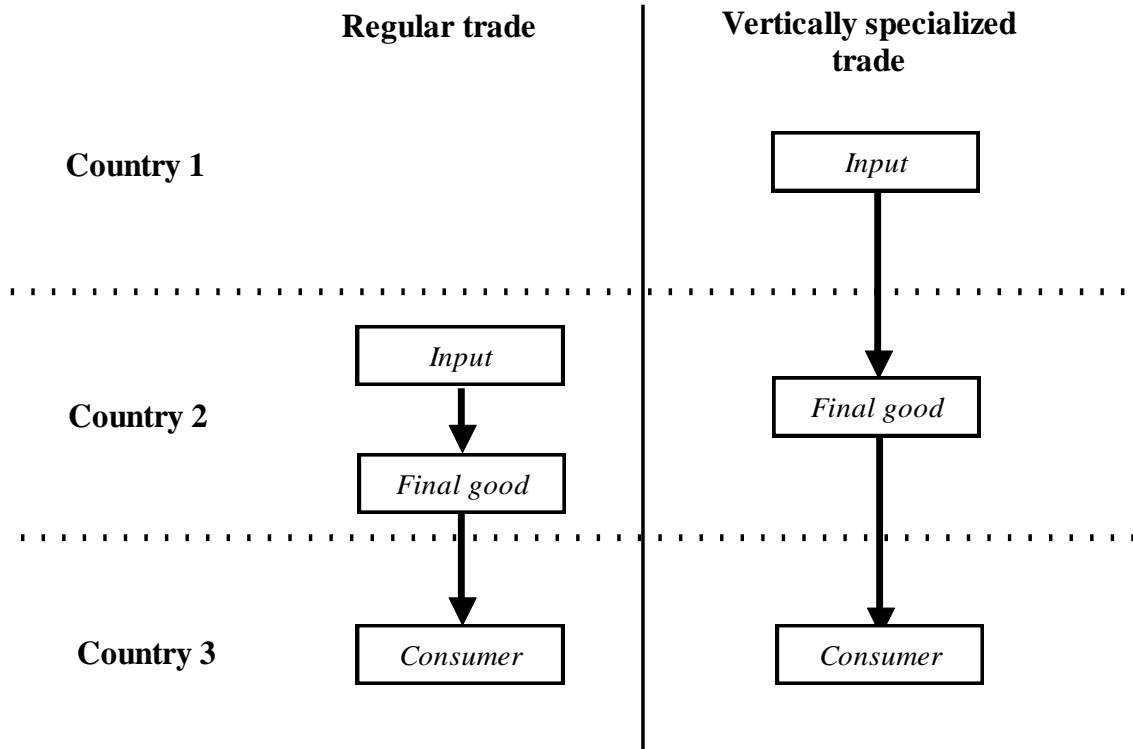 Regular trade
Vertically specialized
trade
Country 1
Input
Input
Country 2
Final good
Final good
Country 3
Consumer
Consumer